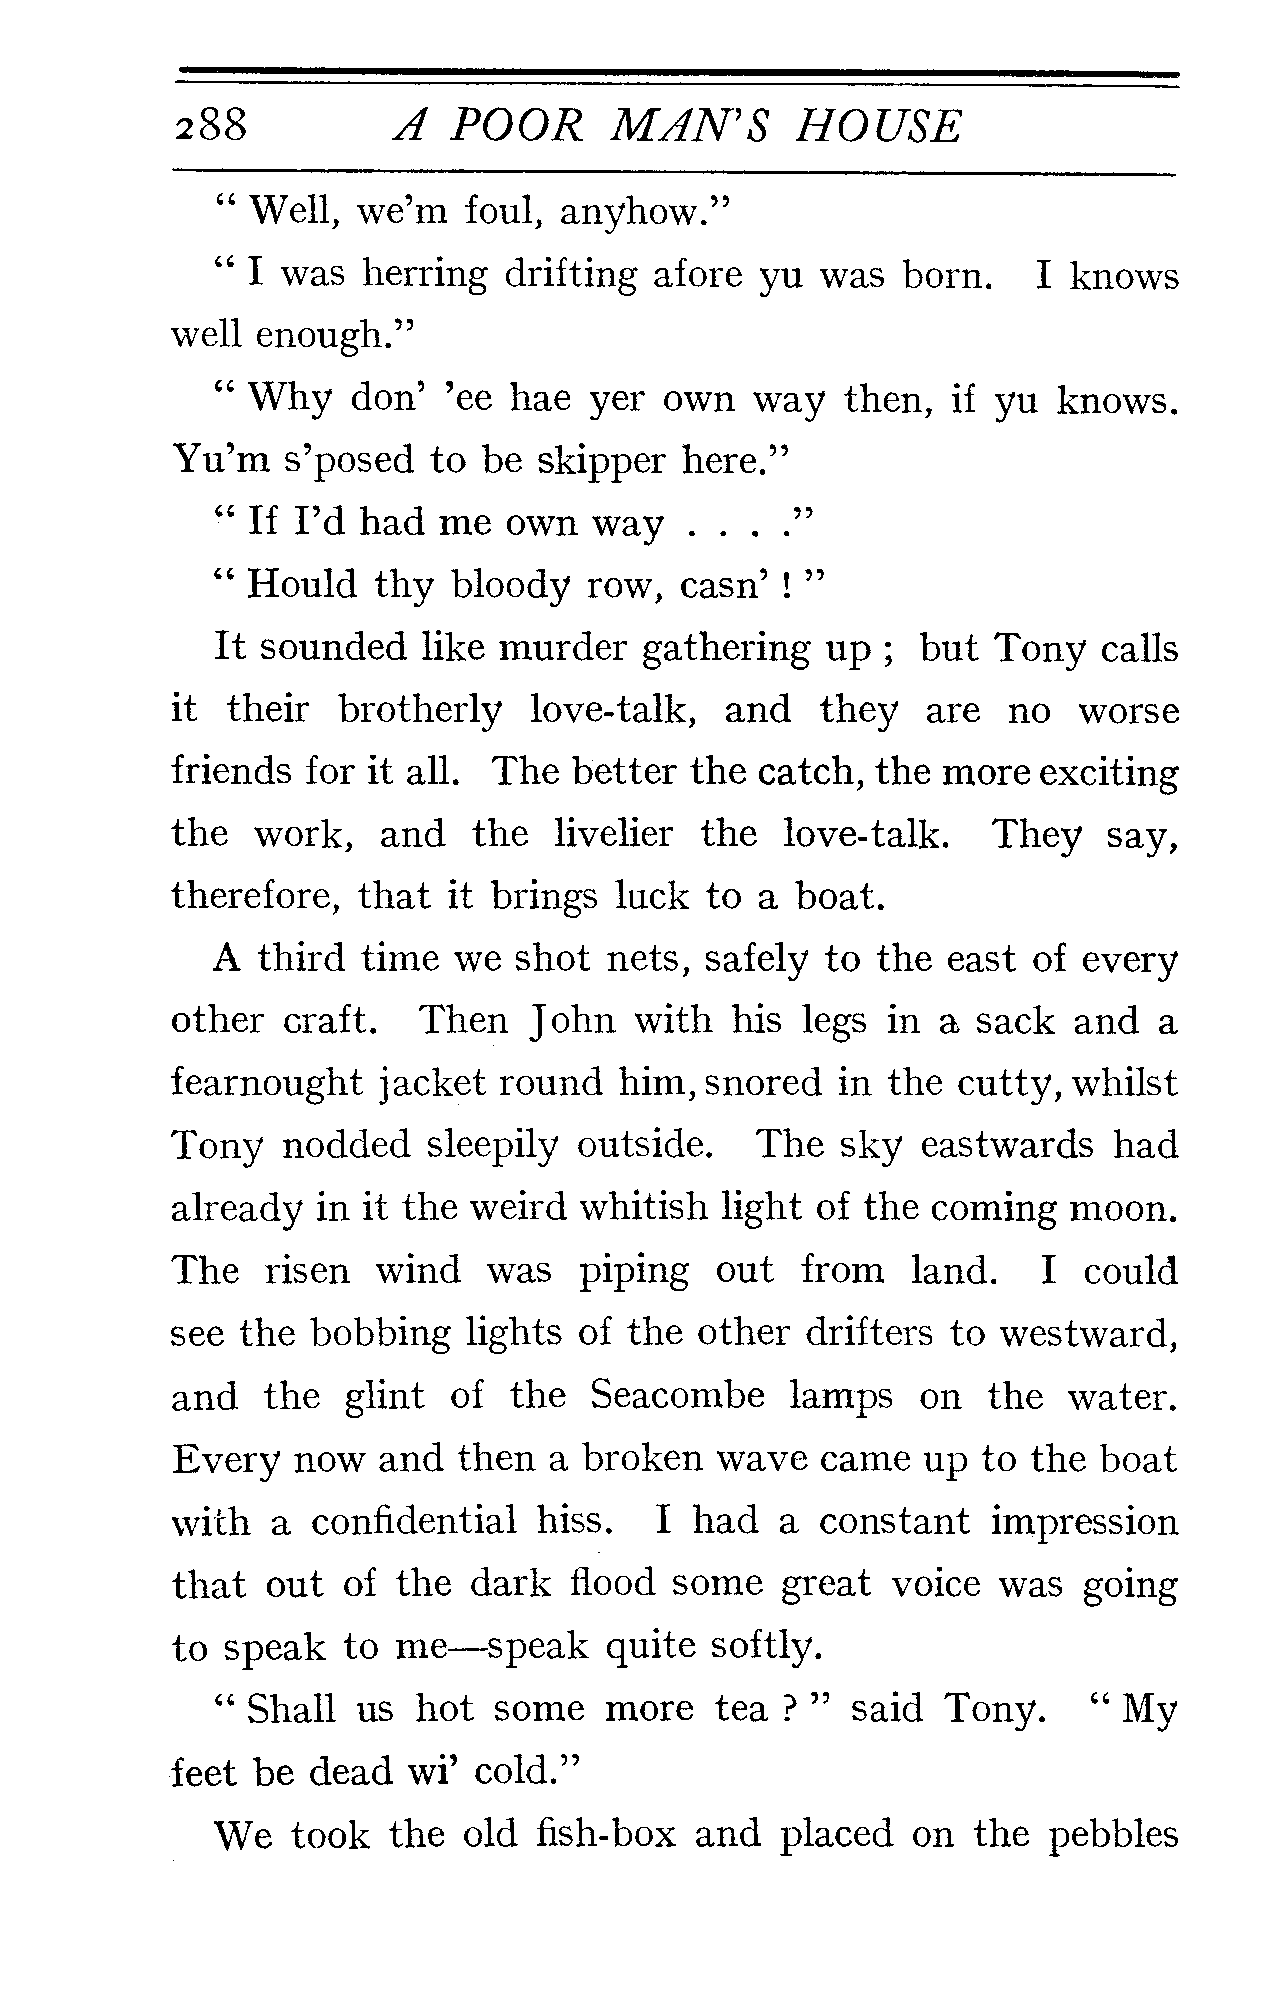 288 A POOR MAN'S HOUSE
“ Well, we’m foul, anyhow.”
“ I was herring drifting afore yu was born. I knows
well enough.”
“ Why don’ ’ee hae yer own way then, if yu knows.
Yu’m s’posed to be skipper here.”
“ If I’d had me own way . . . .”
“ Hould thy bloody row, casn’ ! ”
It sounded like murder gathering up ; but Tony calls
it their brotherly love-talk, and they are no worse
friends for it all. The better the catch, the more exciting
the work, and the livelier the love-talk. They say,
therefore, that it brings luck to a boat.
A third time we shot nets, safely to the east of every
other craft. Then John with his legs in a sack and a
fearnought jacket round him, snored in the cutty, whilst
Tony nodded sleepily outside. The sky eastwards had
already in it the weird whitish light of the coming moon.
The risen wind was piping out from land. I could
see the bobbing lights of the other drifters to westward,
and the glint of the Seacombe lamps on the water.
Every now and then a broken wave came up to the boat
with a confidential hiss. I had a constant impression
that out of the dark flood some great voice was going
to speak to me—speak quite softly.
“ Shall us hot some more tea ? ” said Tony. “ My
feet be dead wi’ cold.”
We took the old fish-box and placed on the pebbles